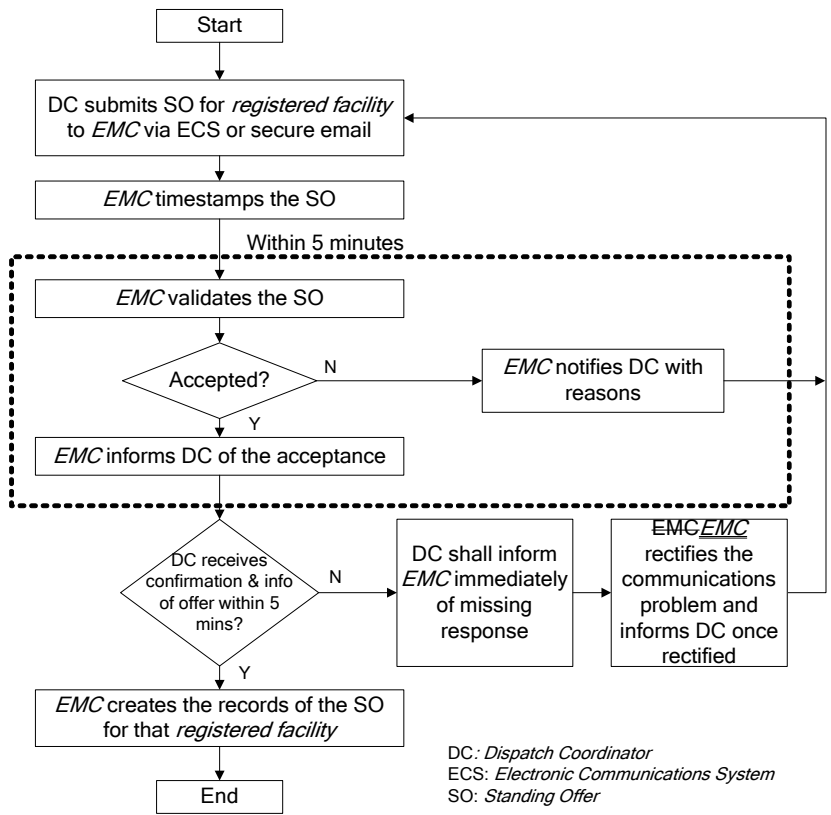 Start
DC submits SO for registered facility
to EMC via ECS or secure email
EMC timestamps the SO
Within 5 minutes
EMC validates the SO
Accepted?
N
EMC notifies DC with
reasons
Y
EMC informs DC of the acceptance
DC receives
confirmation & info
of offer within 5
mins?
N
DC shall inform
EMC immediately
of missing
response
EMCEMC
rectifies the
communications
problem and
informs DC once
rectified
Y
EMC creates the records of the SO
for that registered facility
End
DC: Dispatch Coordinator
ECS: Electronic Communications System
SO: Standing Offer